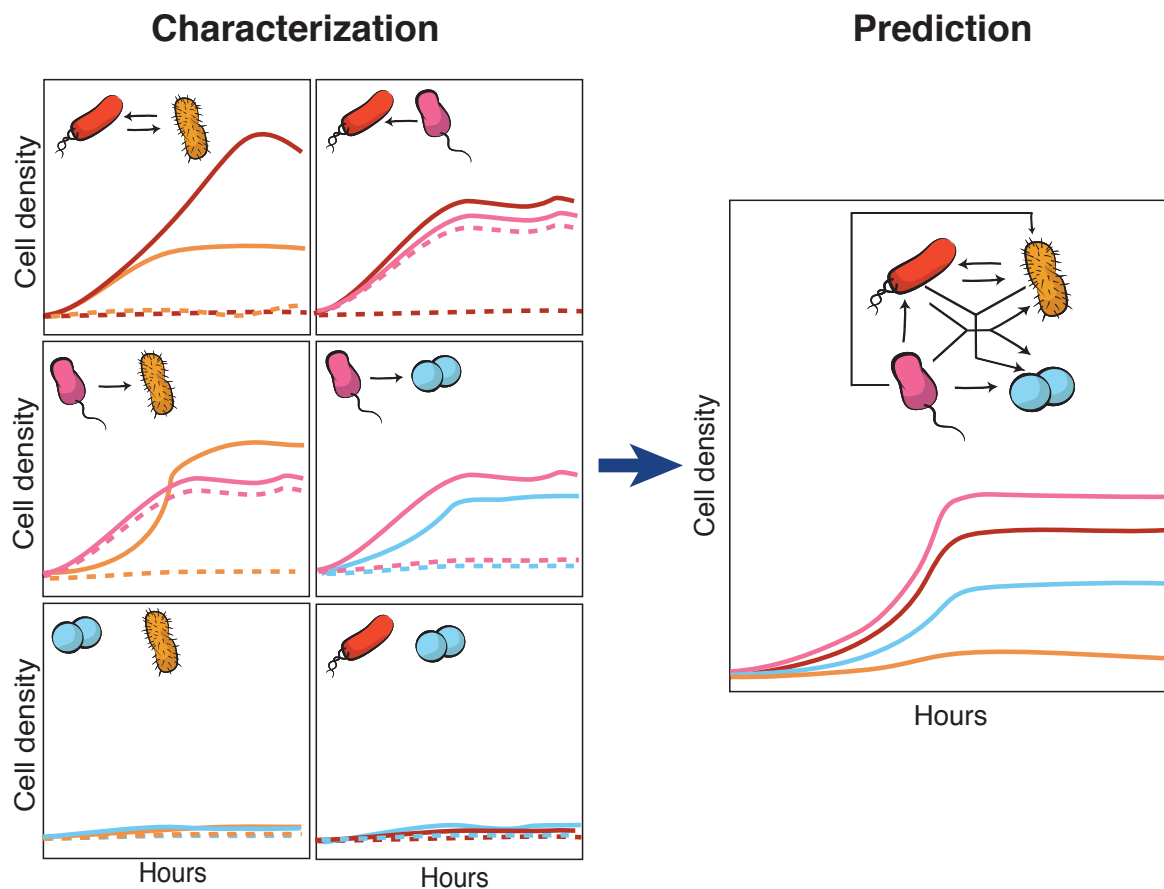 Characterization
Prediction
Cell density
Cell density
Cell density
Hours
Hours
Cell density
Hours